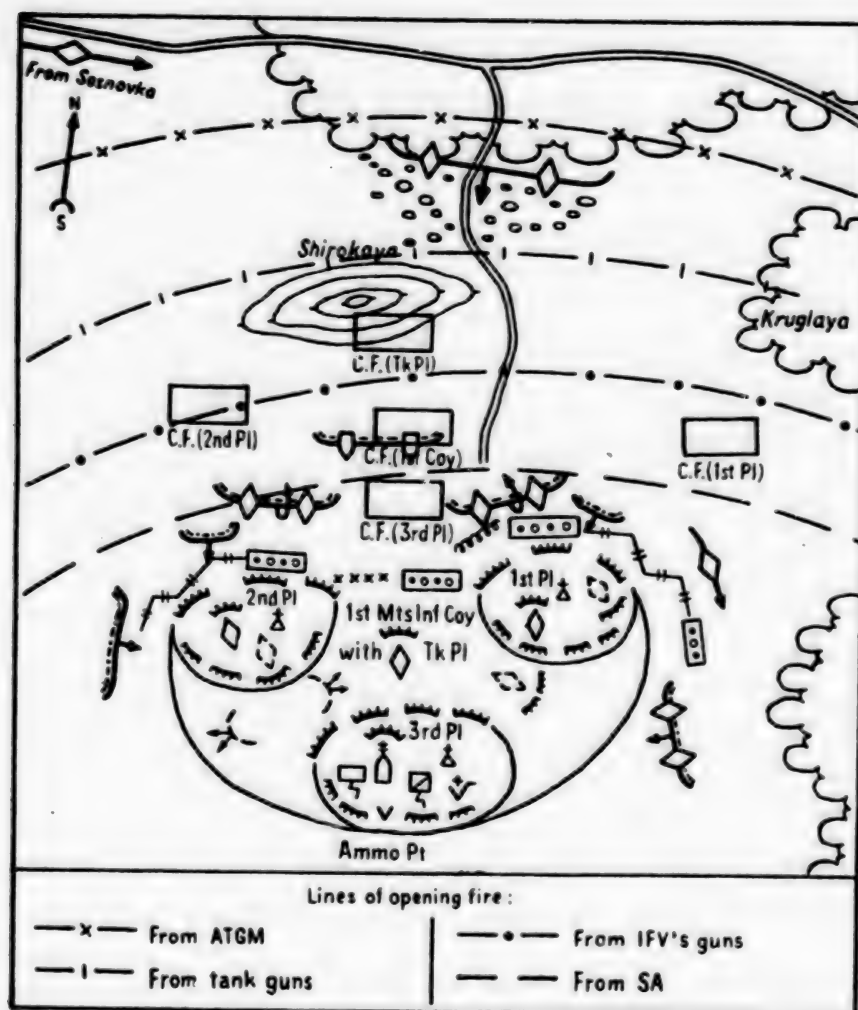 From Sosnovka
N
S
Shirokaya
Kruglaya
C.F.(Tk Pl)
C.F.(2nd Pl)
C.F.(1st Coy)
C.F.(1st Pl)
C.F.(3rd Pl)
2nd Pl
1st Pl
1st Mts Inf Coy
with Tk Pl
3rd Pl
Ammo Pt
Lines of opening fire:
From ATGM
From IFV's guns
From tank guns
From SA